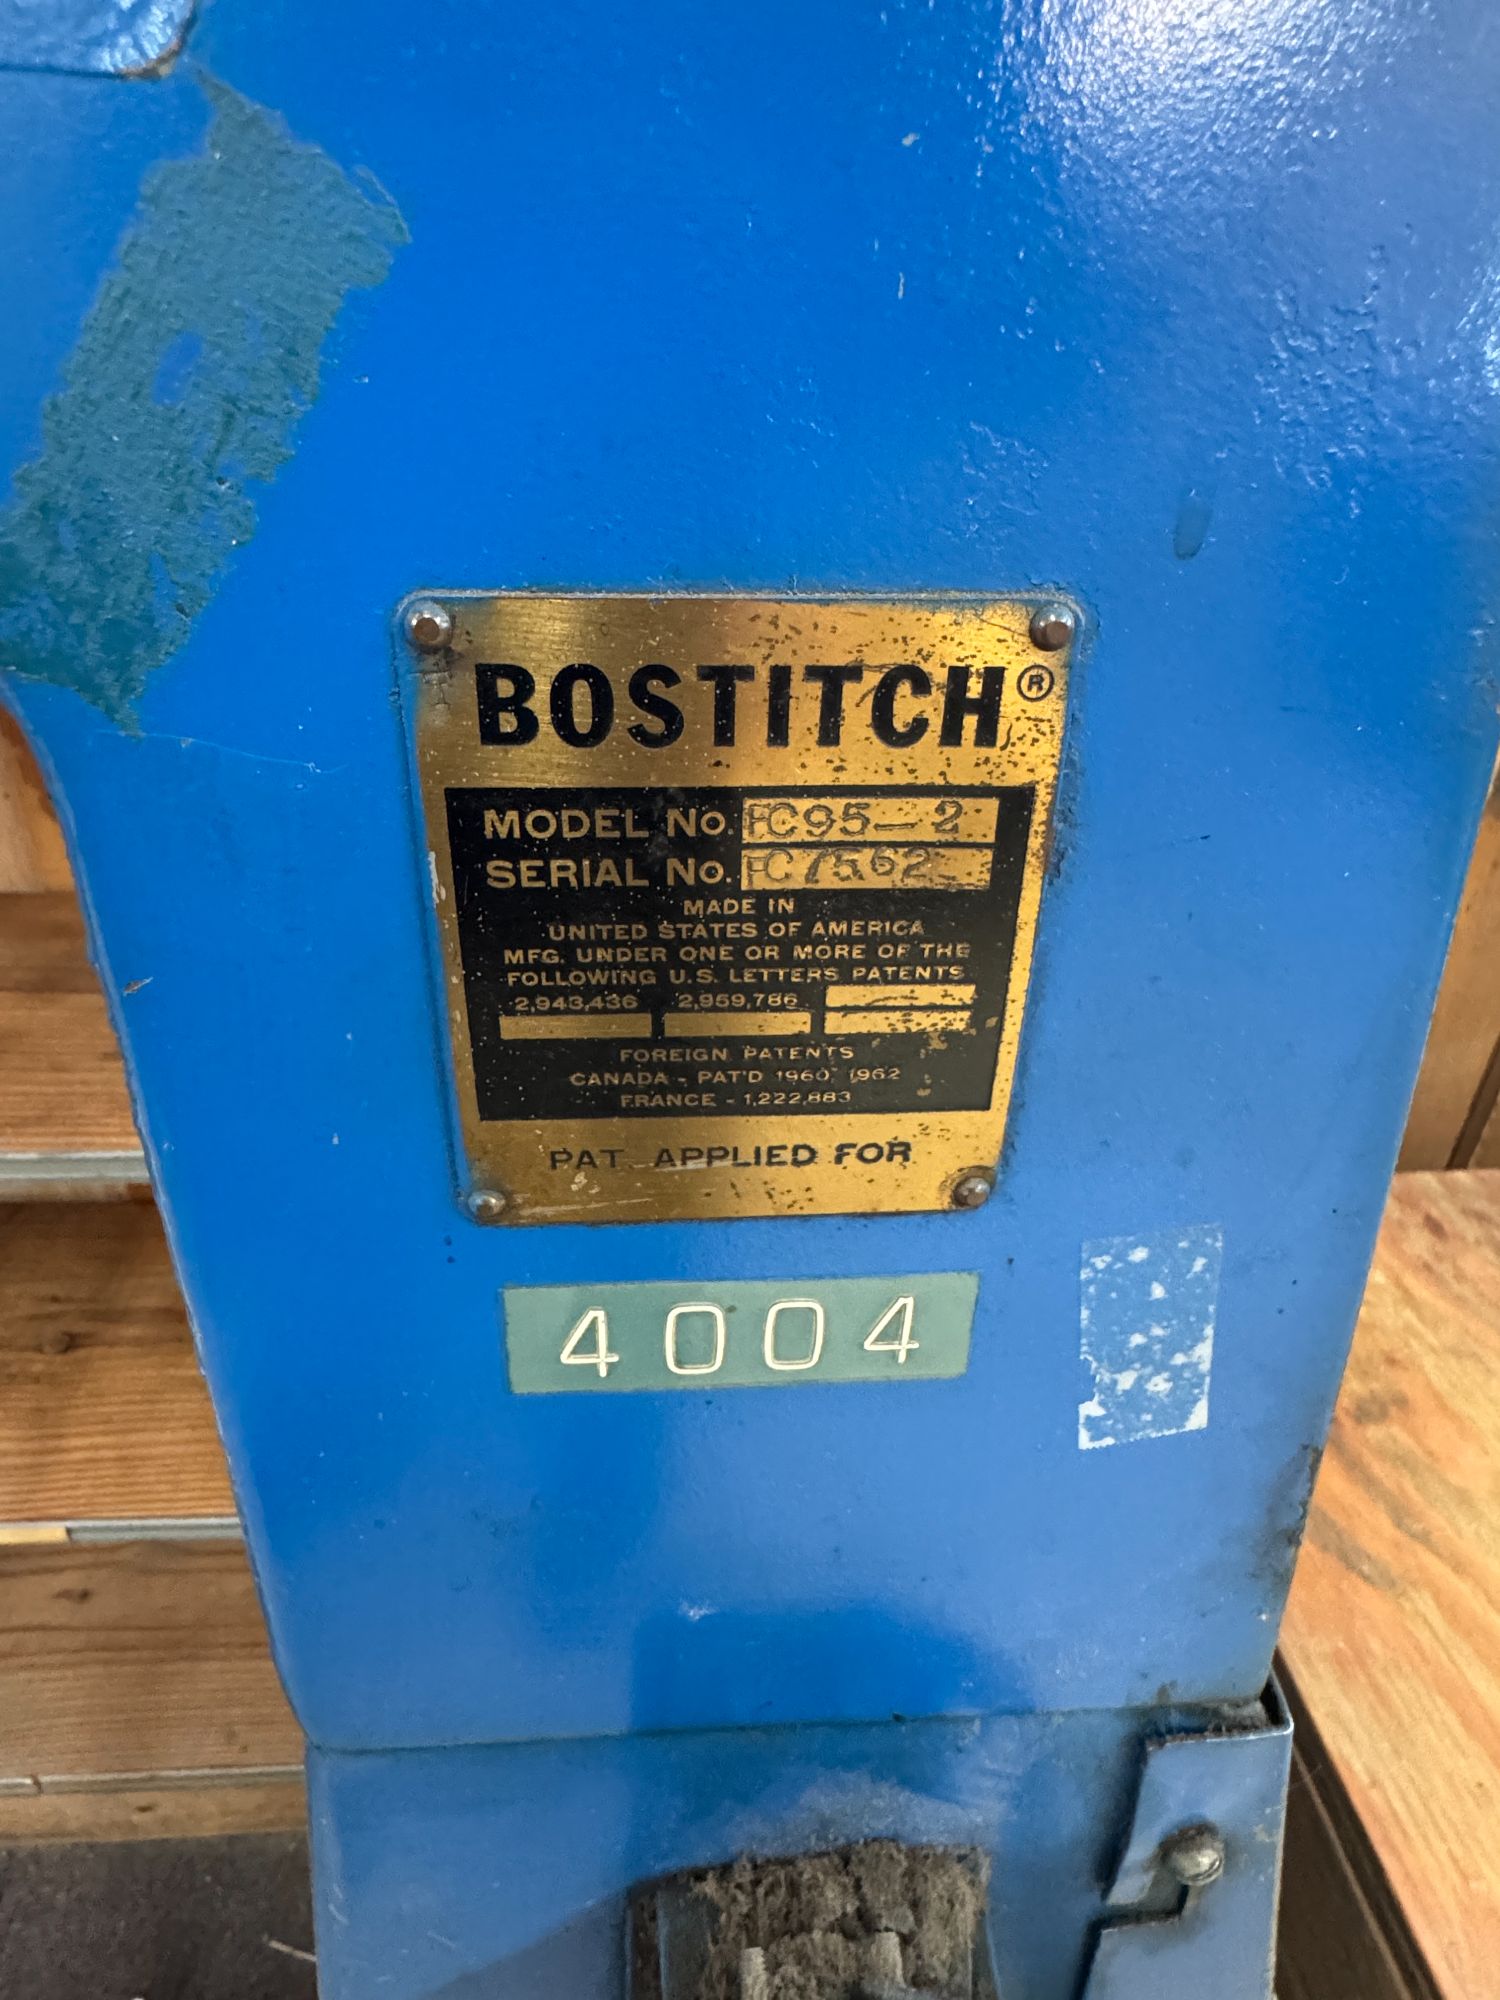 BOSTITCH®
MODEL No. FC95-2
SERIAL No. FC7562
MADE IN
UNITED STATES OF AMERICA
MFG. UNDER ONE OR MORE OF THE
FOLLOWING U.S. LETTERS PATENTS
2,943,436 2,959,786
FOREIGN PATENTS
CANADA - PAT'D 1960, 1962
FRANCE - 1,222,883
PAT. APPLIED FOR
4004